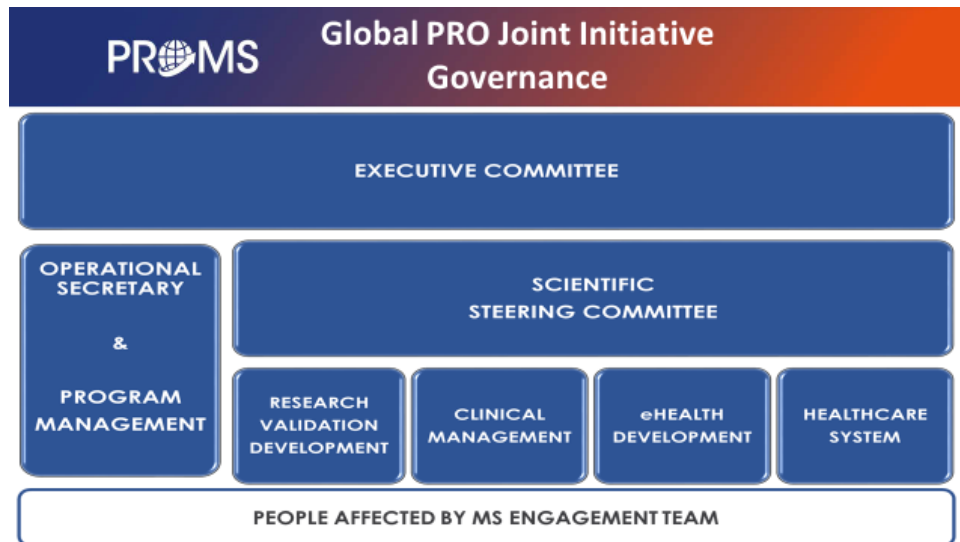 PROMS
Global PRO Joint Initiative
Governance
EXECUTIVE COMMITTEE
OPERATIONAL
SECRETARY
&
PROGRAM
MANAGEMENT
SCIENTIFIC
STEERING COMMITTEE
RESEARCH
VALIDATION
DEVELOPMENT
CLINICAL
MANAGEMENT
eHEALTH
DEVELOPMENT
HEALTHCARE
SYSTEM
PEOPLE AFFECTED BY MS ENGAGEMENT TEAM